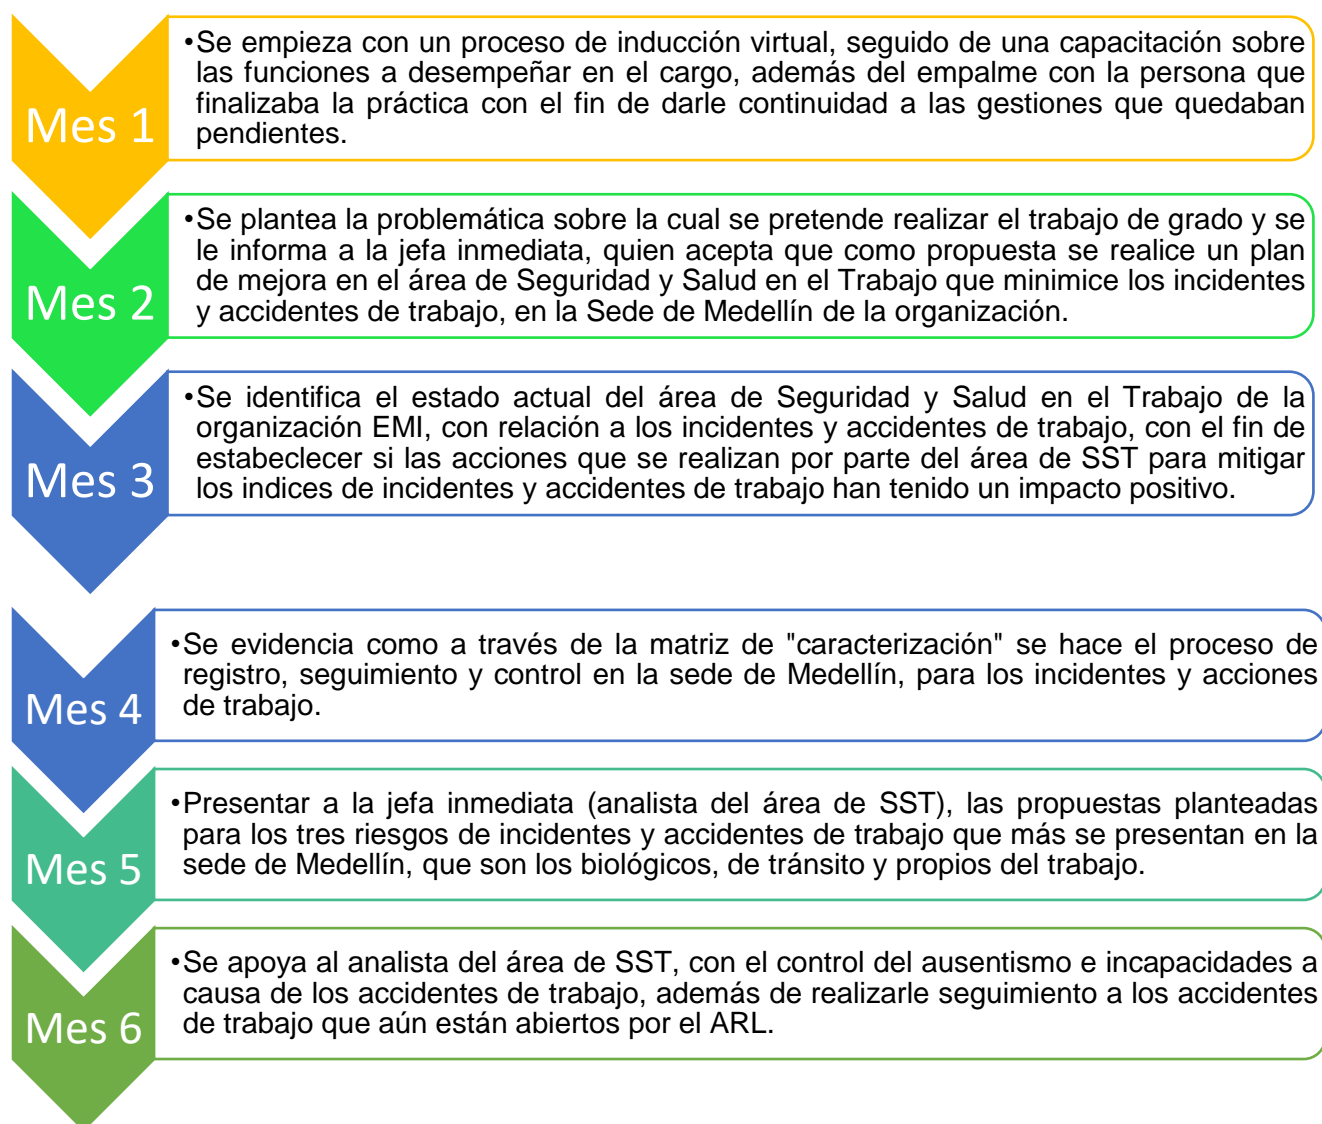 Mes 1
•Se empieza con un proceso de inducción virtual, seguido de una capacitación sobre
las funciones a desempeñar en el cargo, además del empalme con la persona que
finalizaba la práctica con el fin de darle continuidad a las gestiones que quedaban
pendientes.
Mes 2
•Se plantea la problemática sobre la cual se pretende realizar el trabajo de grado y se
le informa a la jefa inmediata, quien acepta que como propuesta se realice un plan
de mejora en el área de Seguridad y Salud en el Trabajo que minimice los incidentes
y accidentes de trabajo, en la Sede de Medellín de la organización.
Mes 3
•Se identifica el estado actual del área de Seguridad y Salud en el Trabajo de la
organización EMI, con relación a los incidentes y accidentes de trabajo, con el fin de
estabeclecer si las acciones que se realizan por parte del área de SST para mitigar
los indices de incidentes y accidentes de trabajo han tenido un impacto positivo.
Mes 4
•Se evidencia como a través de la matriz de "caracterización" se hace el proceso de
registro, seguimiento y control en la sede de Medellín, para los incidentes y acciones
de trabajo.
Mes 5
•Presentar a la jefa inmediata (analista del área de SST), las propuestas planteadas
para los tres riesgos de incidentes y accidentes de trabajo que más se presentan en la
sede de Medellín, que son los biológicos, de tránsito y propios del trabajo.
Mes 6
•Se apoya al analista del área de SST, con el control del ausentismo e incapacidades a
causa de los accidentes de trabajo, además de realizarle seguimiento a los accidentes
de trabajo que aún están abiertos por el ARL.